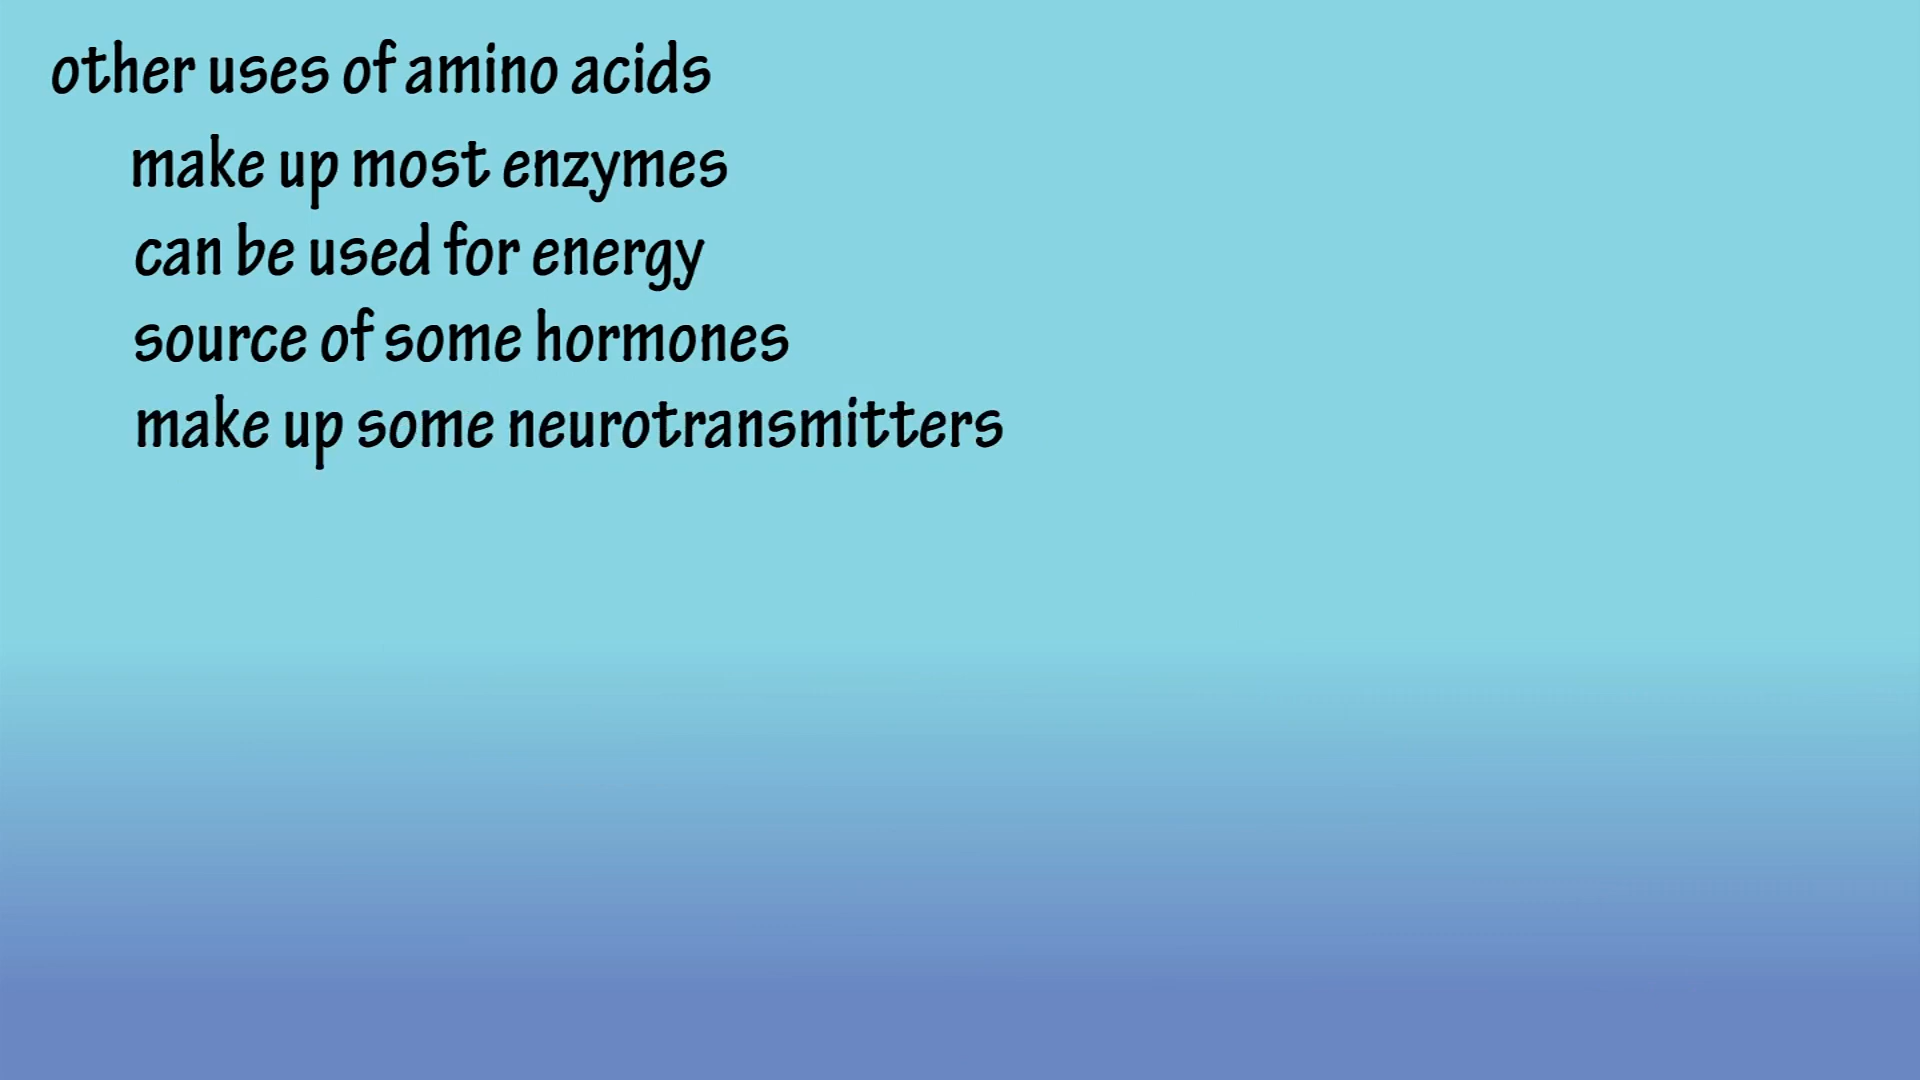 other uses of amino acids
make up most enzymes
can be used for energy
source of some hormones
make up some neurotransmitters